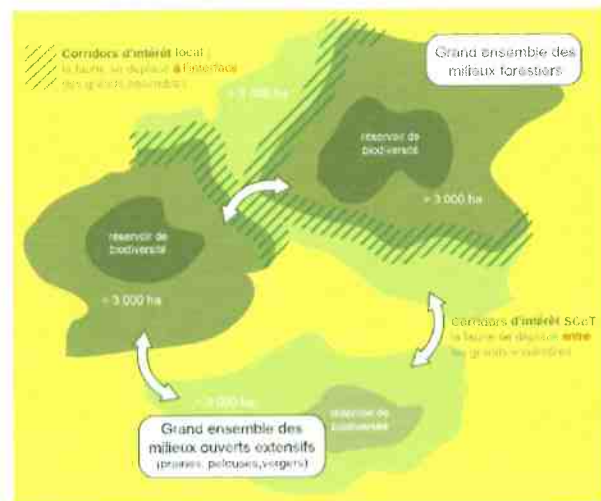 Corridors d'intérêt local :
la faune se déplace à l'interface
des grands ensembles
Grand ensemble des
milieux forestiers
> 3 000 ha
réservoir de
biodiversité
> 3 000 ha
réservoir de
biodiversité
> 3 000 ha
Corridors d'intérêt SCoT
la faune se déplace entre
les grands ensembles
> 3 000 ha
réservoir de
biodiversité
Grand ensemble des
milieux ouverts extensifs
(prairies, pelouses, vergers)